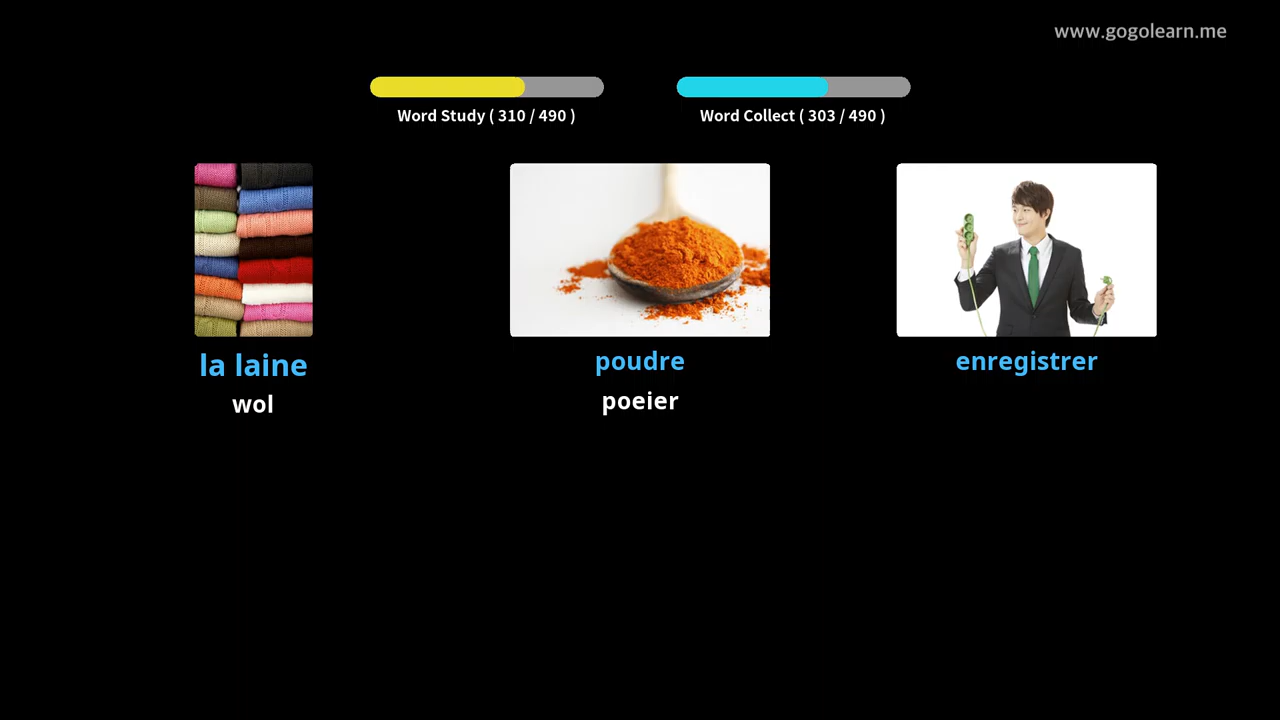 www.gogolearn.me
Word Study ( 310 / 490 )
Word Collect ( 303 / 490 )
la laine
wol
poudre
poeier
enregistrer